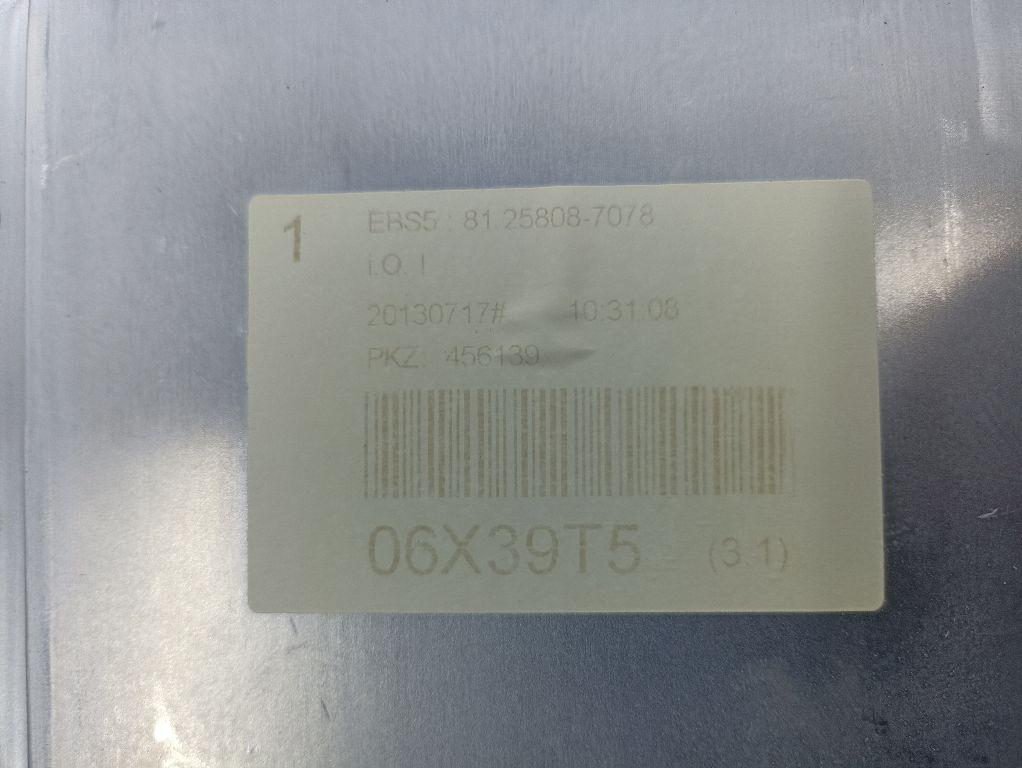 1
EBS5 : 81.25808-7078
i.O. !
20130717# 10:31:08
PKZ: 456139
06X39T5 (3.1)